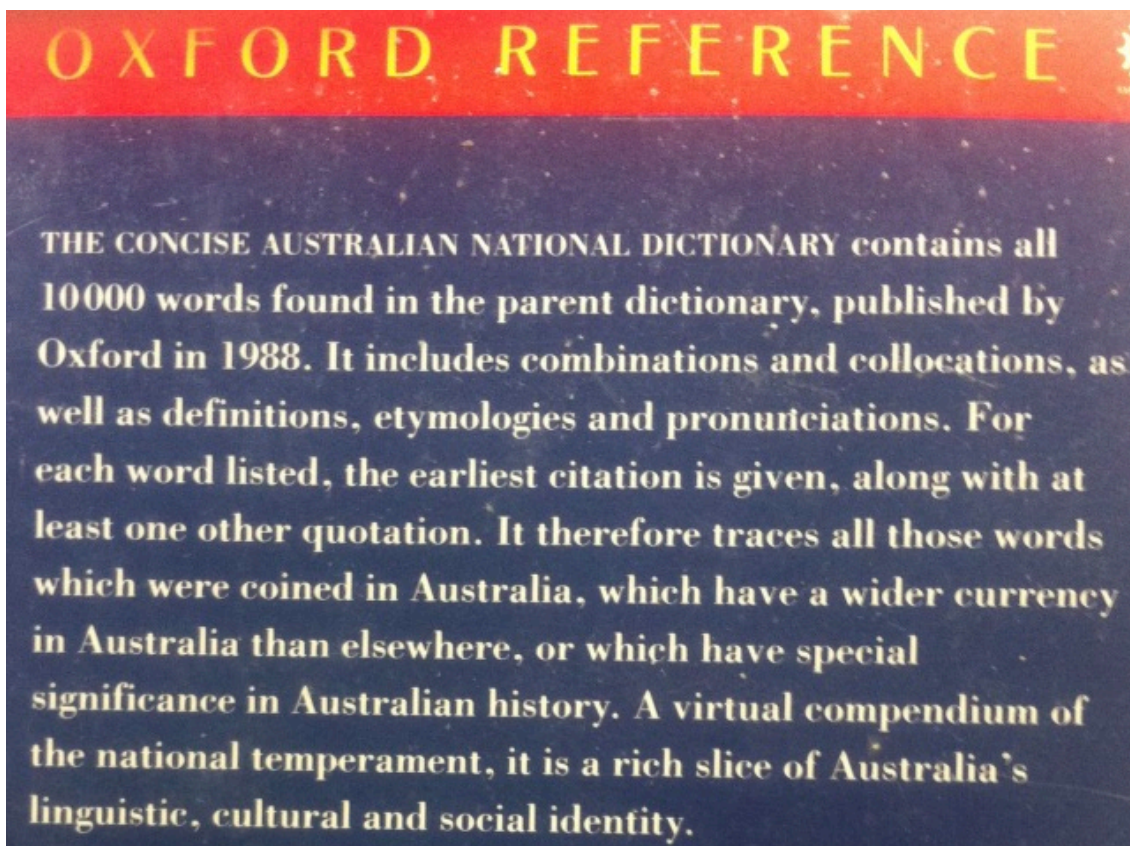 OXFORD REFERENCE
THE CONCISE AUSTRALIAN NATIONAL DICTIONARY contains all
10000 words found in the parent dictionary, published by
Oxford in 1988. It includes combinations and collocations, as
well as definitions, etymologies and pronunciations. For
each word listed, the earliest citation is given, along with at
least one other quotation. It therefore traces all those words
which were coined in Australia, which have a wider currency
in Australia than elsewhere, or which have special
significance in Australian history. A virtual compendium of
the national temperament, it is a rich slice of Australia's
linguistic, cultural and social identity.